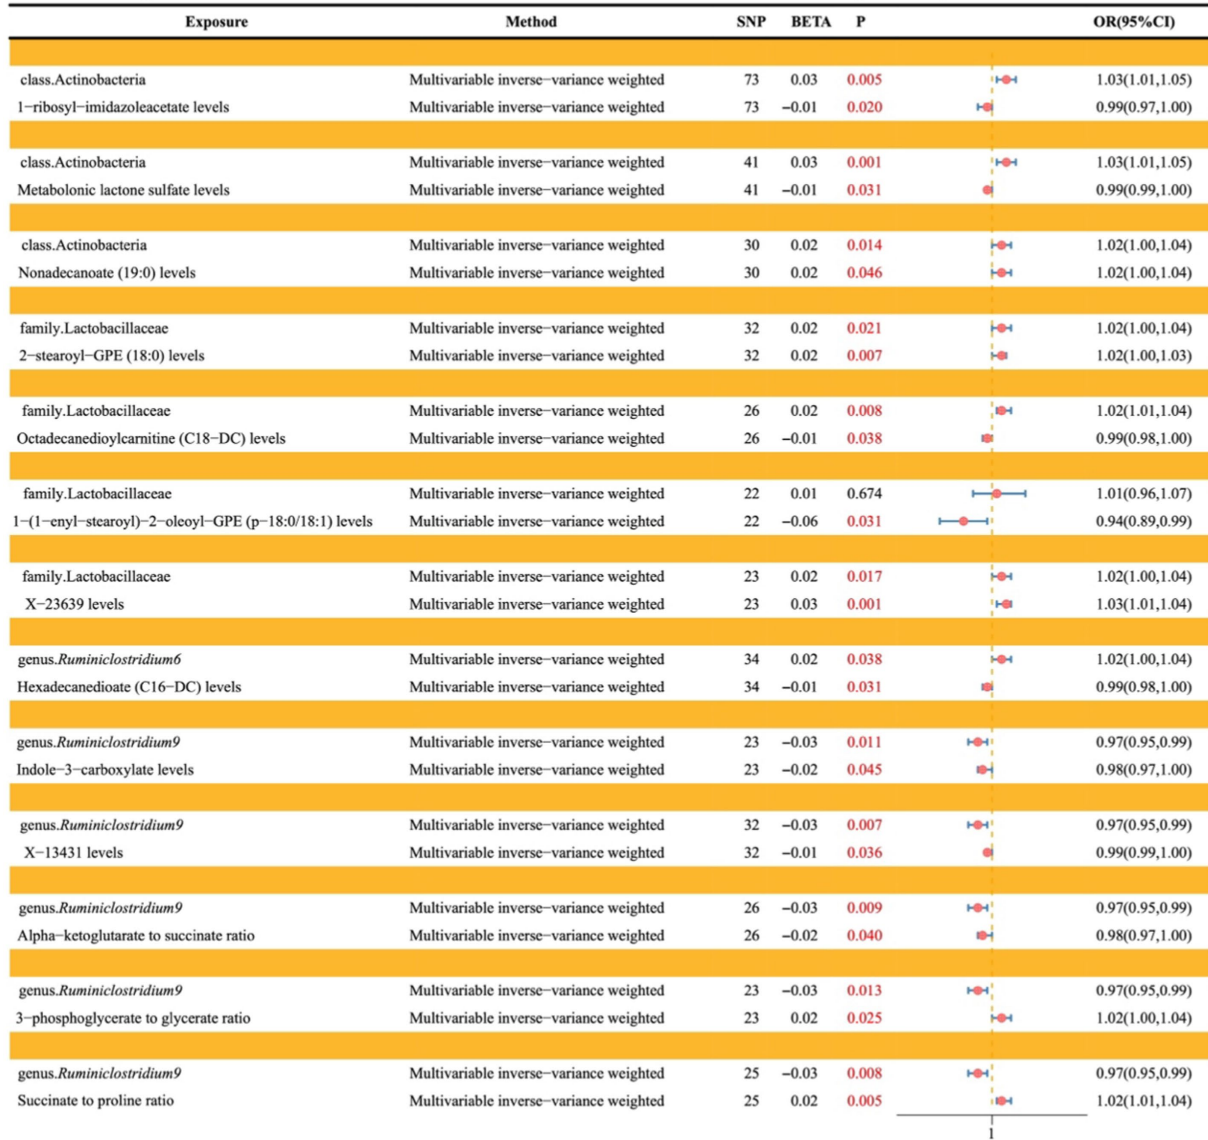 Exposure Method SNP BETA P OR(95%CI)
class.Actinobacteria Multivariable inverse−variance weighted 73 0.03 0.005 1.03(1.01,1.05)
1−ribosyl−imidazoleacetate levels Multivariable inverse−variance weighted 73 −0.01 0.020 0.99(0.97,1.00)
class.Actinobacteria Multivariable inverse−variance weighted 41 0.03 0.001 1.03(1.01,1.05)
Metabolonic lactone sulfate levels Multivariable inverse−variance weighted 41 −0.01 0.031 0.99(0.99,1.00)
class.Actinobacteria Multivariable inverse−variance weighted 30 0.02 0.014 1.02(1.00,1.04)
Nonadecanoate (19:0) levels Multivariable inverse−variance weighted 30 0.02 0.046 1.02(1.00,1.04)
family.Lactobacillaceae Multivariable inverse−variance weighted 32 0.02 0.021 1.02(1.00,1.04)
2−stearoyl−GPE (18:0) levels Multivariable inverse−variance weighted 32 0.02 0.007 1.02(1.00,1.03)
family.Lactobacillaceae Multivariable inverse−variance weighted 26 0.02 0.008 1.02(1.01,1.04)
Octadecanedioylcarnitine (C18−DC) levels Multivariable inverse−variance weighted 26 −0.01 0.038 0.99(0.98,1.00)
family.Lactobacillaceae Multivariable inverse−variance weighted 22 0.01 0.674 1.01(0.96,1.07)
1−(1−enyl−stearoyl)−2−oleoyl−GPE (p−18:0/18:1) levels Multivariable inverse−variance weighted 22 −0.06 0.031 0.94(0.89,0.99)
family.Lactobacillaceae Multivariable inverse−variance weighted 23 0.02 0.017 1.02(1.00,1.04)
X−23639 levels Multivariable inverse−variance weighted 23 0.03 0.001 1.03(1.01,1.04)
genus.Ruminiclostridium6 Multivariable inverse−variance weighted 34 0.02 0.038 1.02(1.00,1.04)
Hexadecanedioate (C16−DC) levels Multivariable inverse−variance weighted 34 −0.01 0.031 0.99(0.98,1.00)
genus.Ruminiclostridium9 Multivariable inverse−variance weighted 23 −0.03 0.011 0.97(0.95,0.99)
Indole−3−carboxylate levels Multivariable inverse−variance weighted 23 −0.02 0.045 0.98(0.97,1.00)
genus.Ruminiclostridium9 Multivariable inverse−variance weighted 32 −0.03 0.007 0.97(0.95,0.99)
X−13431 levels Multivariable inverse−variance weighted 32 −0.01 0.036 0.99(0.99,1.00)
genus.Ruminiclostridium9 Multivariable inverse−variance weighted 26 −0.03 0.009 0.97(0.95,0.99)
Alpha−ketoglutarate to succinate ratio Multivariable inverse−variance weighted 26 −0.02 0.040 0.98(0.97,1.00)
genus.Ruminiclostridium9 Multivariable inverse−variance weighted 23 −0.03 0.013 0.97(0.95,0.99)
3−phosphoglycerate to glycerate ratio Multivariable inverse−variance weighted 23 0.02 0.025 1.02(1.00,1.04)
genus.Ruminiclostridium9 Multivariable inverse−variance weighted 25 −0.03 0.008 0.97(0.95,0.99)
Succinate to proline ratio Multivariable inverse−variance weighted 25 0.02 0.005 1.02(1.01,1.04)
1